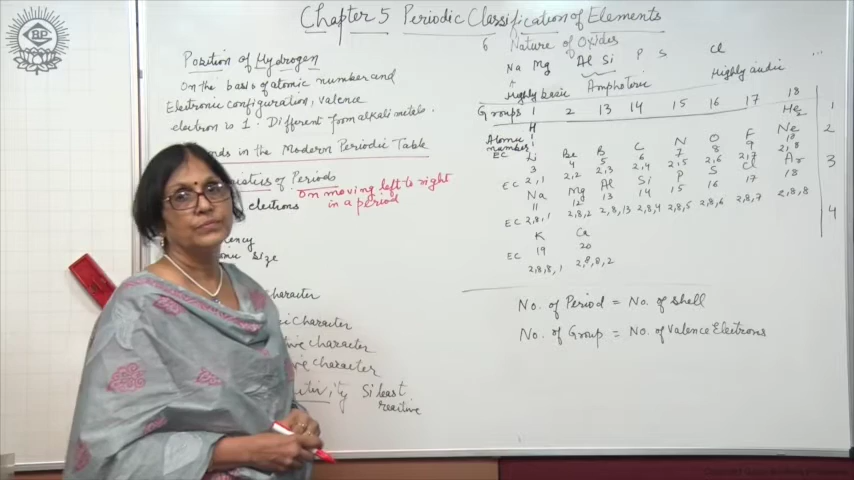 Chapter 5 Periodic Classification of Elements
BPL
Position of Hydrogen
On the basis of atomic number and
Electronic configuration, valence
electron is 1. Different from alkali metals.
in the Modern Periodic Table
of Periods
On moving left to right
in a period
electrons
size
character
Character
character
character
Si least
reactive
6 Nature of Oxides
Na Mg Al Si P S Cl ...
Highly basic Amphoteric Highly acidic
Groups 1 2 13 14 15 16 17 18
H He 1
Atomic number 1 2
EC Li Be B C N O F Ne 2
3 4 5 6 7 8 9 10
EC 2,1 2,2 2,3 2,4 2,5 2,6 2,7 2,8
Na Mg Al Si P S Cl Ar 3
11 12 13 14 15 16 17 18
EC 2,8,1 2,8,2 2,8,13 2,8,4 2,8,5 2,8,6 2,8,7 2,8,8
K Ca 4
19 20
EC 2,8,8,1 2,8,8,2
No. of Period = No. of shell
No. of Group = No. of Valence Electrons